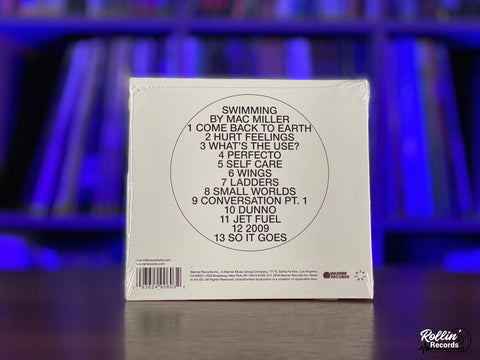 SWIMMING
BY MAC MILLER
1 COME BACK TO EARTH
2 HURT FEELINGS
3 WHAT'S THE USE?
4 PERFECTO
5 SELF CARE
6 WINGS
7 LADDERS
8 SMALL WORLDS
9 CONVERSATION PT. 1
10 DUNNO
11 JET FUEL
12 2009
13 SO IT GOES
WARNER
RECORDS
Rollin'
Records